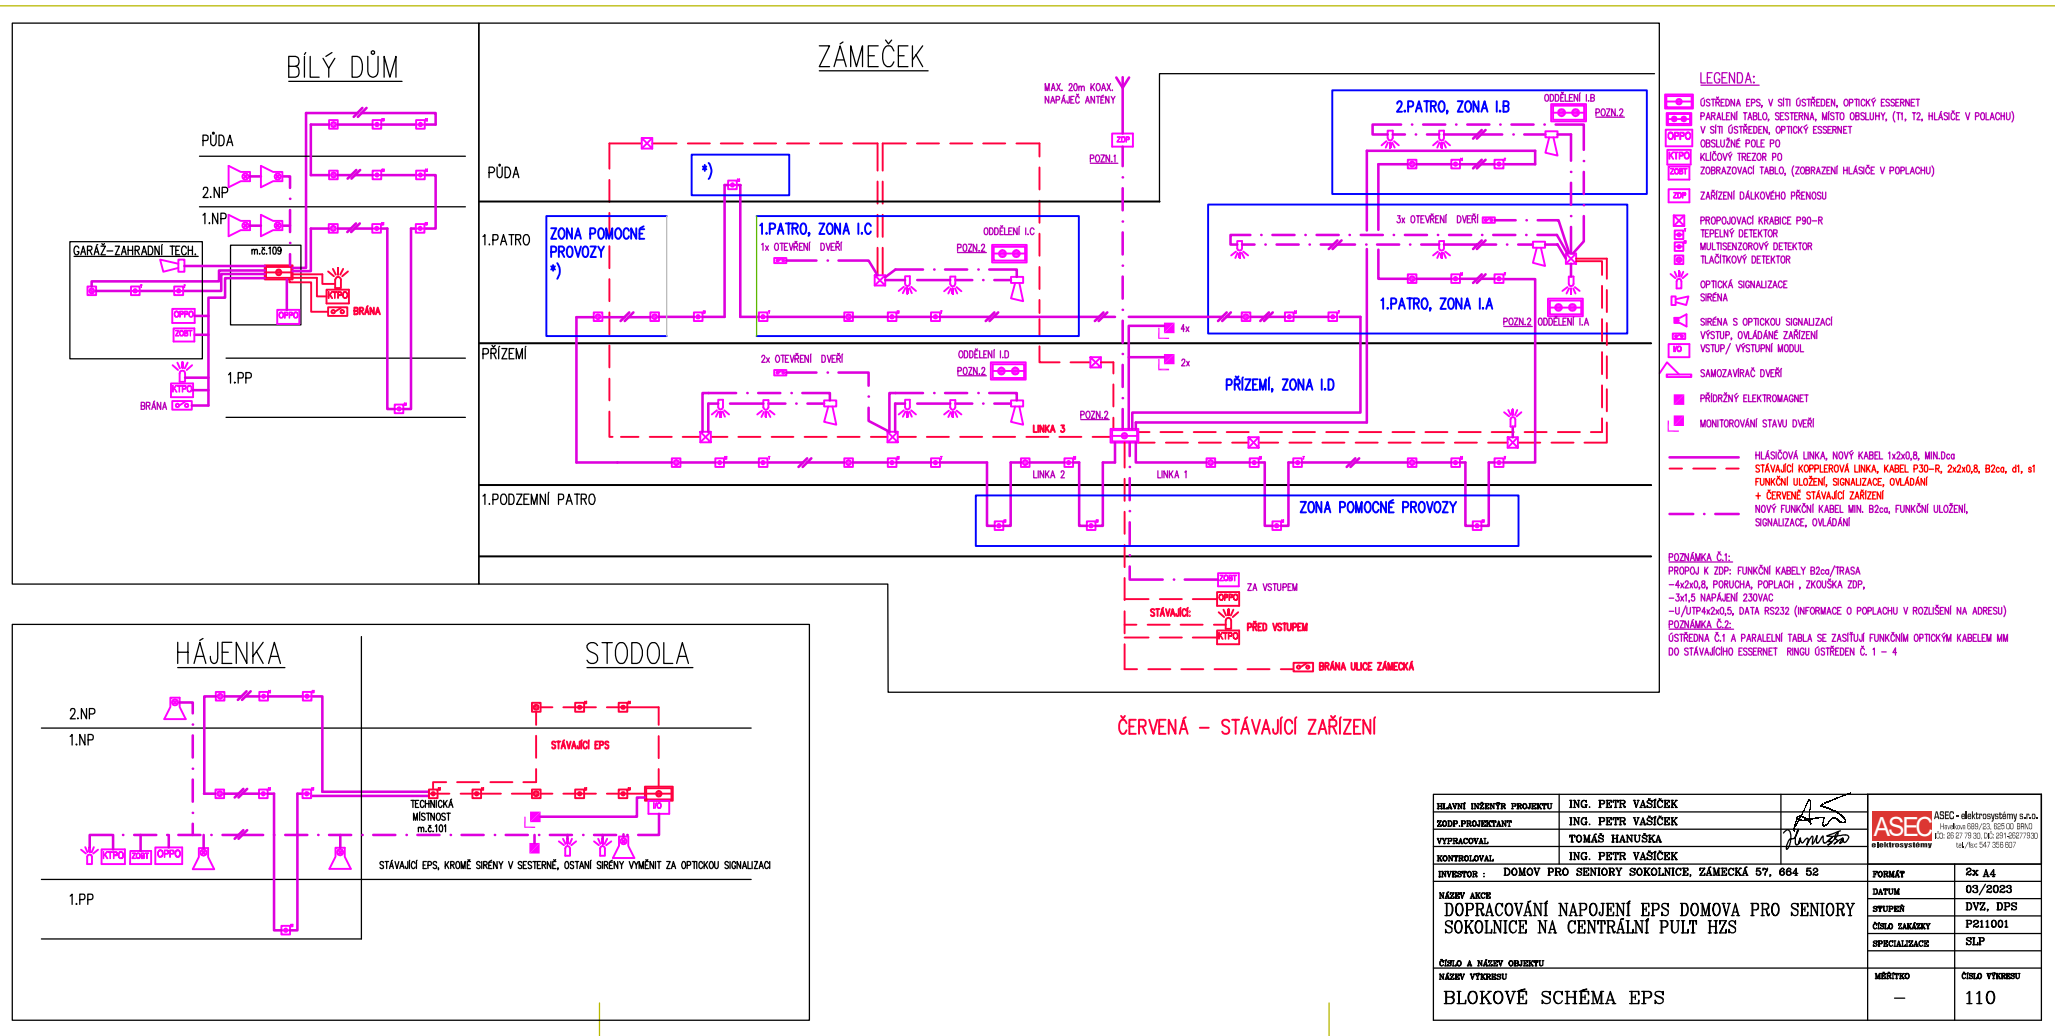 BÍLÝ DŮM
PŮDA
2.NP
1.NP
GARÁŽ-ZAHRADNÍ TECH.
m.č.109
KTPO
BRÁNA
OPPO
OPPO
ZOBT
KTPO
BRÁNA
1.PP
ZÁMEČEK
MAX. 20m KOAX.
NAPÁJEČ ANTÉNY
ZDP
POZN.1
PŮDA
*)
2.PATRO, ZONA I.B
ODDĚLENÍ I.B
POZN.2
1.PATRO
ZONA POMOCNÉ
PROVOZY
*)
1.PATRO, ZONA I.C
1x OTEVŘENÍ DVEŘÍ
ODDĚLENÍ I.C
POZN.2
3x OTEVŘENÍ DVEŘÍ
1.PATRO, ZONA I.A
POZN.2 ODDĚLENÍ I.A
4x
2x
PŘÍZEMÍ
2x OTEVŘENÍ DVEŘÍ
ODDĚLENÍ I.D
POZN.2
PŘÍZEMÍ, ZONA I.D
POZN.2
LINKA 3
LINKA 2
LINKA 1
1.PODZEMNÍ PATRO
ZONA POMOCNÉ PROVOZY
ZOBT
ZA VSTUPEM
OPPO
STÁVAJÍCÍ:
PŘED VSTUPEM
KTPO
BRÁNA ULICE ZÁMECKÁ
ČERVENÁ - STÁVAJÍCÍ ZAŘÍZENÍ
LEGENDA:
ÚSTŘEDNA EPS, V SÍTI ÚSTŘEDEN, OPTICKÝ ESSERNET
PARALENÍ TABLO, SESTERNA, MÍSTO OBSLUHY, (T1, T2, HLÁSIČE V POLACHU)
V SÍTI ÚSTŘEDEN, OPTICKÝ ESSERNET
OPPO OBSLUŽNÉ POLE PO
KTPO KLÍČOVÝ TREZOR PO
ZOBT ZOBRAZOVACÍ TABLO, (ZOBRAZENÍ HLÁSIČE V POPLACHU)
ZDP ZAŘÍZENÍ DÁLKOVÉHO PŘENOSU
PROPOJOVACÍ KRABICE P90-R
TEPELNÝ DETEKTOR
MULTISENZOROVÝ DETEKTOR
TLAČÍTKOVÝ DETEKTOR
OPTICKÁ SIGNALIZACE
SIRÉNA
SIRÉNA S OPTICKOU SIGNALIZACÍ
VÝSTUP, OVLÁDANÉ ZAŘÍZENÍ
I/O VSTUP/ VÝSTUPNÍ MODUL
SAMOZAVÍRAČ DVEŘÍ
PŘÍDRŽNÝ ELEKTROMAGNET
MONITOROVÁNÍ STAVU DVEŘÍ
HLÁSIČOVÁ LINKA, NOVÝ KABEL 1x2x0,8, MIN.Dca
STÁVAJÍCÍ KOPPLEROVÁ LINKA, KABEL P30-R, 2x2x0,8, B2ca, d1, s1
FUNKČNÍ ULOŽENÍ, SIGNALIZACE, OVLÁDÁNÍ
+ ČERVENĚ STÁVAJÍCÍ ZAŘÍZENÍ
NOVÝ FUNKČNÍ KABEL MIN. B2ca, FUNKČNÍ ULOŽENÍ,
SIGNALIZACE, OVLÁDÁNÍ
POZNÁMKA Č.1:
PROPOJ K ZDP: FUNKČNÍ KABELY B2ca/TRASA
-4x2x0,8, PORUCHA, POPLACH , ZKOUŠKA ZDP,
-3x1,5 NAPÁJENÍ 230VAC
-U/UTP4x2x0,5, DATA RS232 (INFORMACE O POPLACHU V ROZLIŠENÍ NA ADRESU)
POZNÁMKA Č.2:
ÚSTŘEDNA Č.1 A PARALELNÍ TABLA SE ZASÍŤUJÍ FUNKČNÍM OPTICKÝM KABELEM MM
DO STÁVAJÍCÍHO ESSERNET RINGU ÚSTŘEDEN Č. 1 - 4
HÁJENKA
STODOLA
2.NP
1.NP
STÁVAJÍCÍ EPS
TECHNICKÁ
MÍSTNOST
m.č.101
I/O
KTPO
ZOBT
OPPO
STÁVAJÍCÍ EPS, KROMĚ SIRÉNY V SESTERNĚ, OSTANÍ SIRÉNY VYMĚNIT ZA OPTICKOU SIGNALIZACI
1.PP
HLAVNÍ INŽENÝR PROJEKTU ING. PETR VAŠÍČEK
ZODP.PROJEKTANT ING. PETR VAŠÍČEK
VYPRACOVAL TOMÁŠ HANUŠKA
KONTROLOVAL ING. PETR VAŠÍČEK
ASEC
elektrosystémy
ASEC - elektrosystémy s.r.o.
INVESTOR : DOMOV PRO SENIORY SOKOLNICE, ZÁMECKÁ 57, 664 52
FORMÁT 2x A4
DATUM 03/2023
STUPEŇ DVZ, DPS
ČÍSLO ZAKÁZKY P211001
SPECIALIZACE SLP
NÁZEV AKCE
DOPRACOVÁNÍ NAPOJENÍ EPS DOMOVA PRO SENIORY
SOKOLNICE NA CENTRÁLNÍ PULT HZS
ČÍSLO A NÁZEV OBJEKTU
NÁZEV VÝKRESU
BLOKOVÉ SCHÉMA EPS
MĚŘÍTKO
-
ČÍSLO VÝKRESU
110